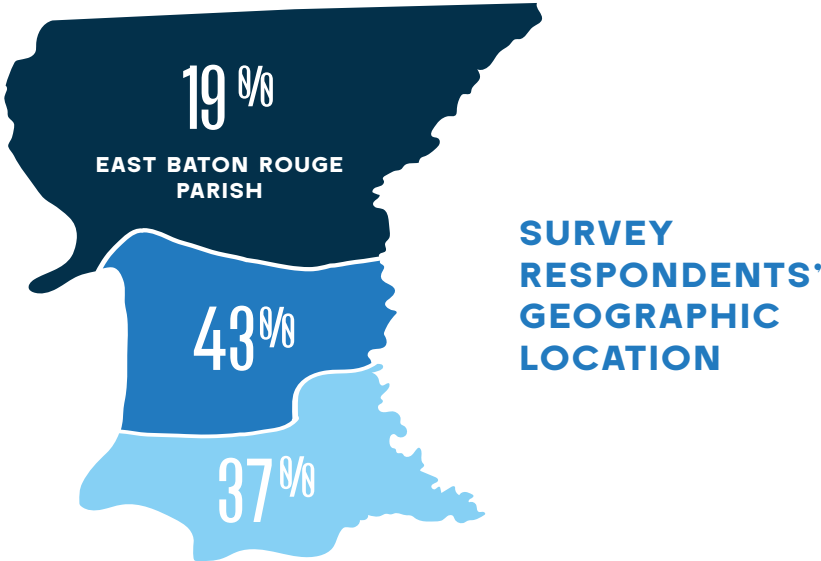 19%
EAST BATON ROUGE
PARISH
43%
37%
SURVEY
RESPONDENTS'
GEOGRAPHIC
LOCATION